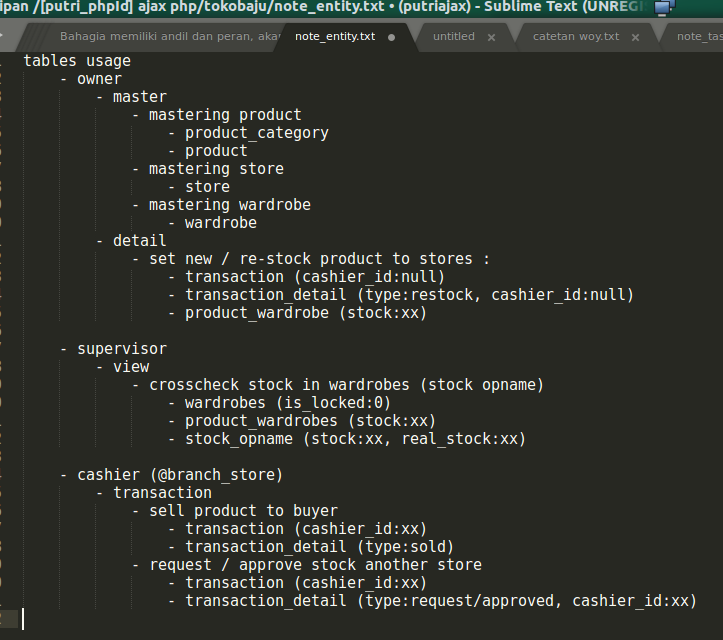 ipan /[putri_phpId] ajax php/tokobaju/note_entity.txt • (putriajax) - Sublime Text (UNREGI
Bahagia memiliki andil dan peran, aka
note_entity.txt
untitled
catetan woy.txt
note_tas
tables usage
- owner
- master
- mastering product
- product_category
- product
- mastering store
- store
- mastering wardrobe
- wardrobe
- detail
- set new / re-stock product to stores :
- transaction (cashier_id:null)
- transaction_detail (type:restock, cashier_id:null)
- product_wardrobe (stock:xx)
- supervisor
- view
- crosscheck stock in wardrobes (stock opname)
- wardrobes (is_locked:0)
- product_wardrobes (stock:xx)
- stock_opname (stock:xx, real_stock:xx)
- cashier (@branch_store)
- transaction
- sell product to buyer
- transaction (cashier_id:xx)
- transaction_detail (type:sold)
- request / approve stock another store
- transaction (cashier_id:xx)
- transaction_detail (type:request/approved, cashier_id:xx)